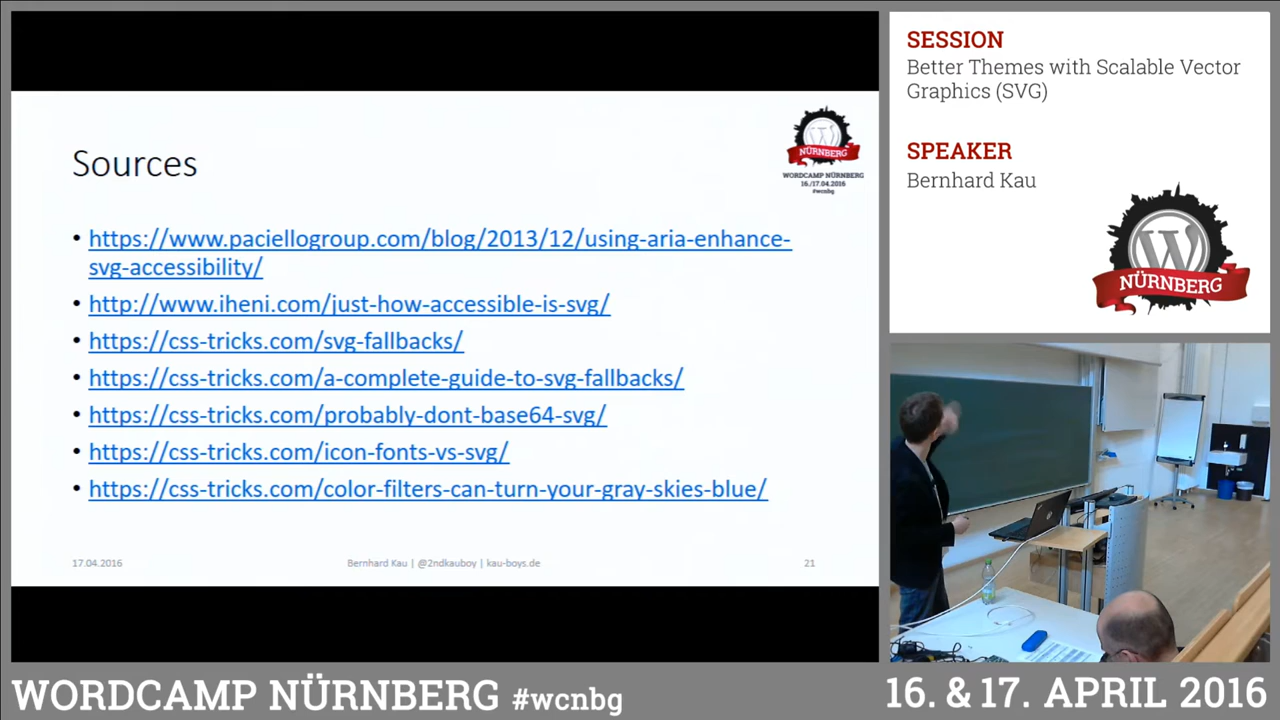 Sources
NÜRNBERG
WORDCAMP NÜRNBERG
16./17.04.2016
#wcnbg
https://www.paciellogroup.com/blog/2013/12/using-aria-enhance-
svg-accessibility/
http://www.iheni.com/just-how-accessible-is-svg/
https://css-tricks.com/svg-fallbacks/
https://css-tricks.com/a-complete-guide-to-svg-fallbacks/
https://css-tricks.com/probably-dont-base64-svg/
https://css-tricks.com/icon-fonts-vs-svg/
https://css-tricks.com/color-filters-can-turn-your-gray-skies-blue/
17.04.2016
Bernhard Kau | @2ndkauboy | kau-boys.de
21
SESSION
Better Themes with Scalable Vector
Graphics (SVG)
SPEAKER
Bernhard Kau
NÜRNBERG
WORDCAMP NÜRNBERG #wcnbg
16. & 17. APRIL 2016